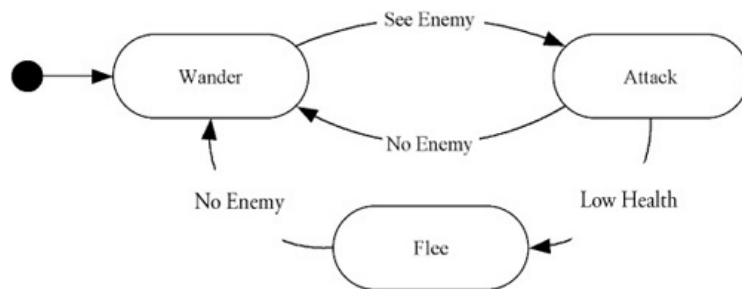 See Enemy
Wander
Attack
No Enemy
No Enemy
Low Health
Flee